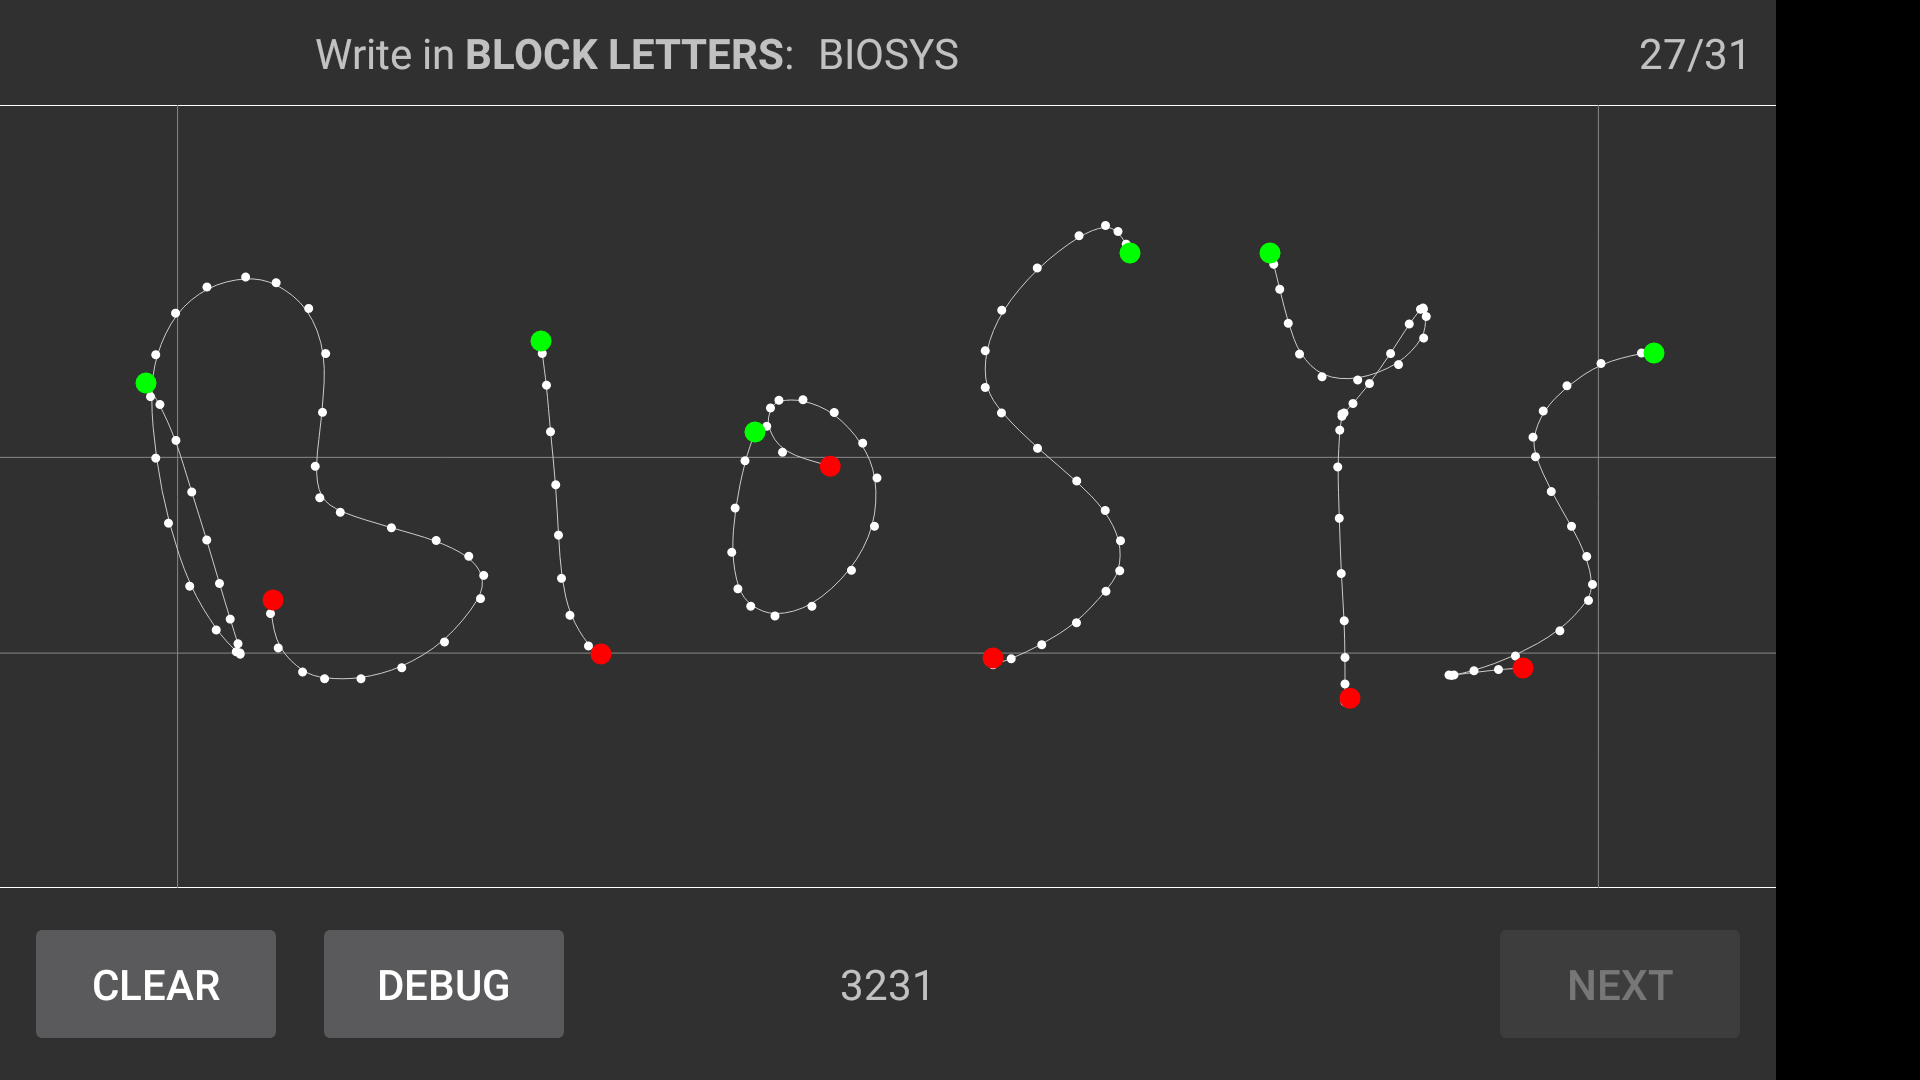 Write in BLOCK LETTERS: BIOSYS 27/31
BIOSYS
CLEAR DEBUG 3231 NEXT